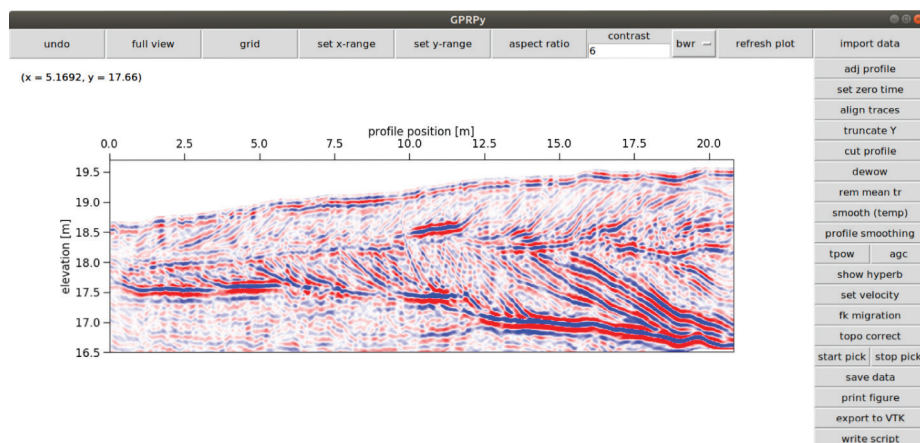 GPRPy
undo full view grid set x-range set y-range aspect ratio contrast 6 bwr refresh plot import data
(x = 5.1692, y = 17.66)
adj profile
set zero time
align traces
truncate Y
cut profile
dewow
rem mean tr
smooth (temp)
profile smoothing
tpow agc
show hyperb
set velocity
fk migration
topo correct
start pick stop pick
save data
print figure
export to VTK
write script
profile position [m]
0.0 2.5 5.0 7.5 10.0 12.5 15.0 17.5 20.0
elevation [m]
19.5
19.0
18.5
18.0
17.5
17.0
16.5